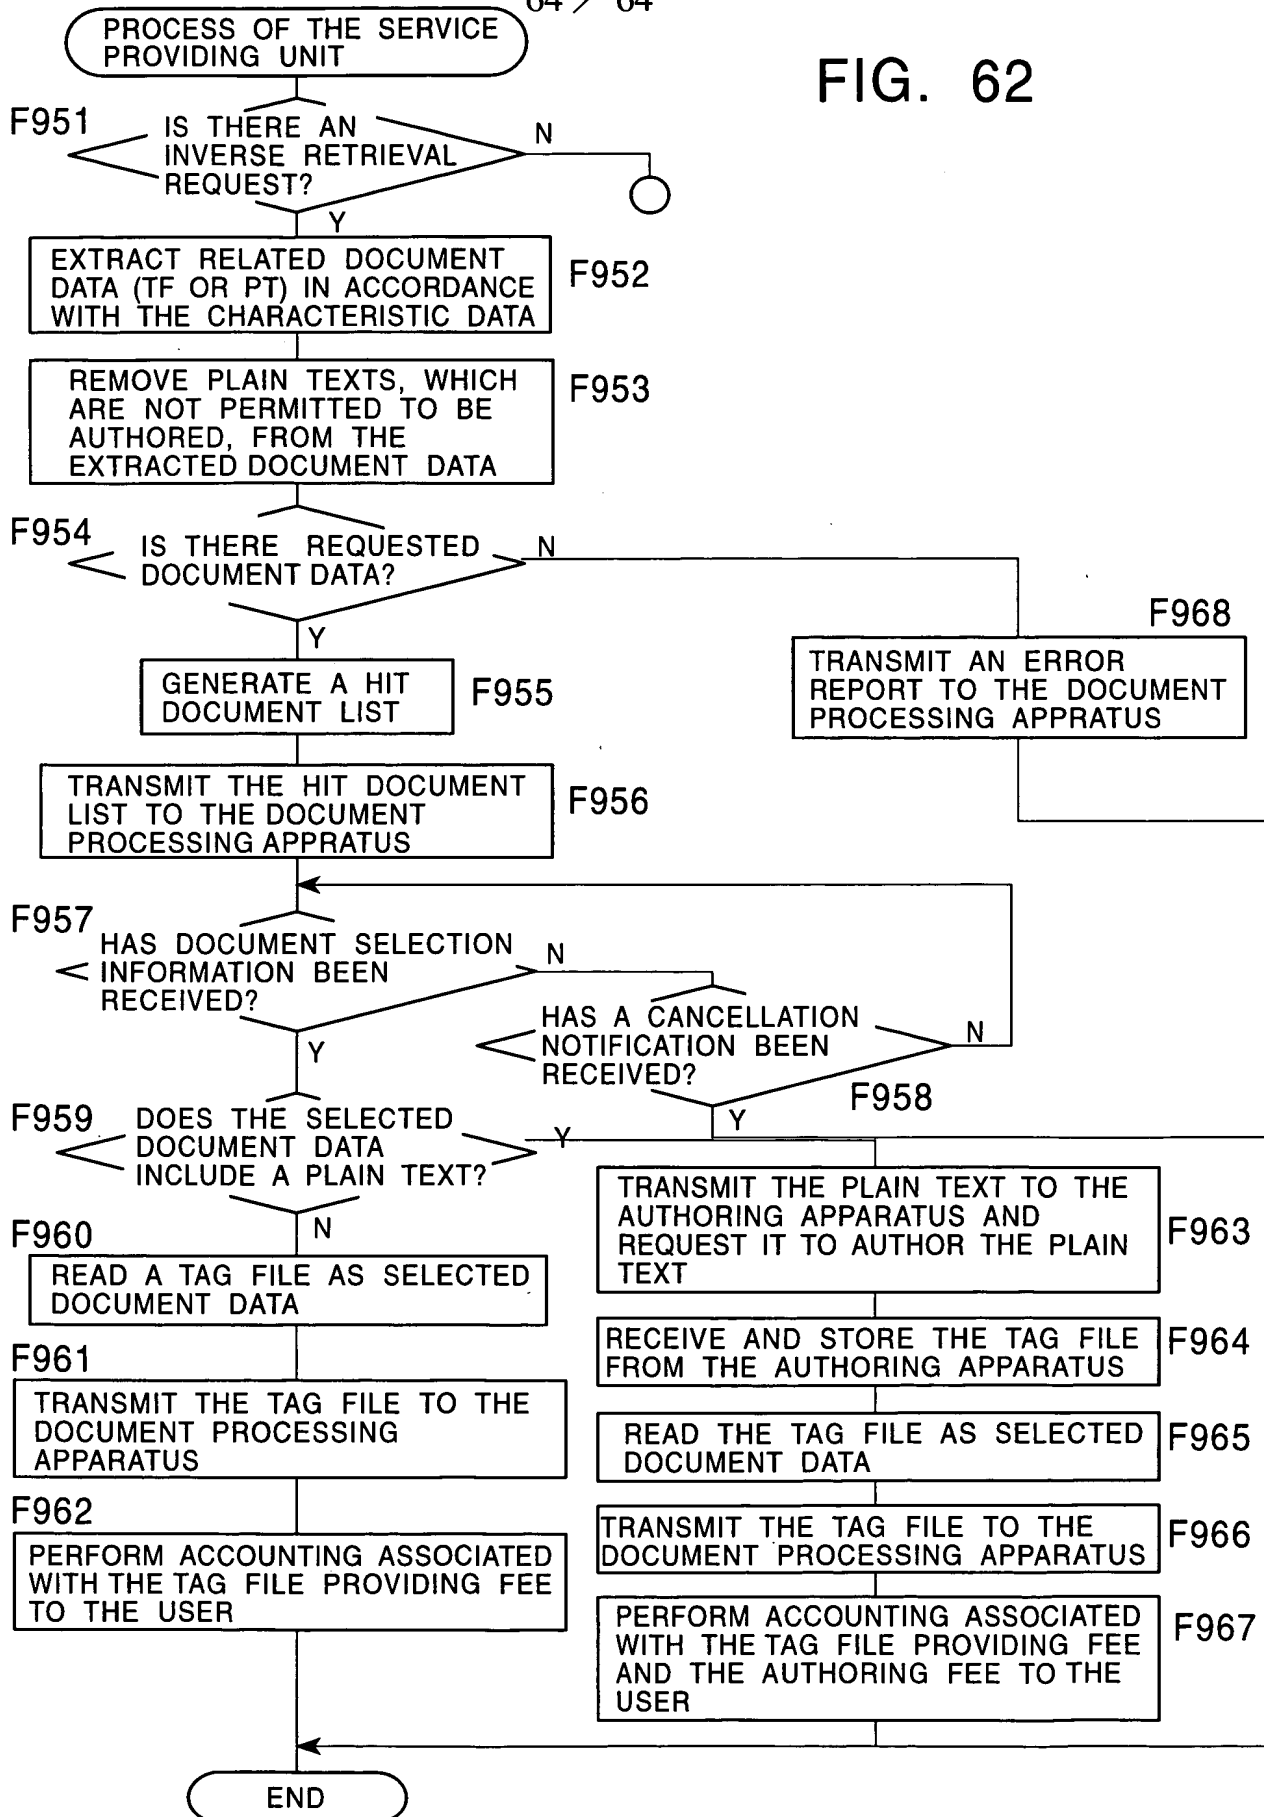 64 > 64
PROCESS OF THE SERVICE
PROVIDING UNIT
FIG. 62
F951
IS THERE AN
INVERSE RETRIEVAL
REQUEST?
N
Y
EXTRACT RELATED DOCUMENT
DATA (TF OR PT) IN ACCORDANCE
WITH THE CHARACTERISTIC DATA
F952
REMOVE PLAIN TEXTS, WHICH
ARE NOT PERMITTED TO BE
AUTHORED, FROM THE
EXTRACTED DOCUMENT DATA
F953
F954
IS THERE REQUESTED
DOCUMENT DATA?
N
Y
F968
TRANSMIT AN ERROR
REPORT TO THE DOCUMENT
PROCESSING APPRATUS
GENERATE A HIT
DOCUMENT LIST
F955
TRANSMIT THE HIT DOCUMENT
LIST TO THE DOCUMENT
PROCESSING APPRATUS
F956
F957
HAS DOCUMENT SELECTION
INFORMATION BEEN
RECEIVED?
N
Y
HAS A CANCELLATION
NOTIFICATION BEEN
RECEIVED?
N
F958
Y
F959
DOES THE SELECTED
DOCUMENT DATA
INCLUDE A PLAIN TEXT?
Y
N
F960
READ A TAG FILE AS SELECTED
DOCUMENT DATA
F961
TRANSMIT THE TAG FILE TO THE
DOCUMENT PROCESSING
APPARATUS
F962
PERFORM ACCOUNTING ASSOCIATED
WITH THE TAG FILE PROVIDING FEE
TO THE USER
TRANSMIT THE PLAIN TEXT TO THE
AUTHORING APPARATUS AND
REQUEST IT TO AUTHOR THE PLAIN
TEXT
F963
RECEIVE AND STORE THE TAG FILE
FROM THE AUTHORING APPARATUS
F964
READ THE TAG FILE AS SELECTED
DOCUMENT DATA
F965
TRANSMIT THE TAG FILE TO THE
DOCUMENT PROCESSING APPARATUS
F966
PERFORM ACCOUNTING ASSOCIATED
WITH THE TAG FILE PROVIDING FEE
AND THE AUTHORING FEE TO THE
USER
F967
END